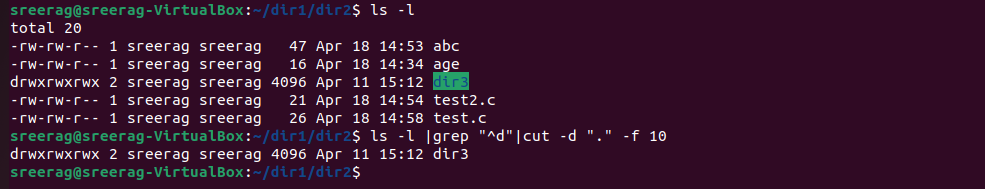 sreerag@sreerag-VirtualBox:~/dir1/dir2$ ls -l
total 20
-rw-rw-r-- 1 sreerag sreerag   47 Apr 18 14:53 abc
-rw-rw-r-- 1 sreerag sreerag   16 Apr 18 14:34 age
drwxrwxrwx 2 sreerag sreerag 4096 Apr 11 15:12 dir3
-rw-rw-r-- 1 sreerag sreerag   21 Apr 18 14:54 test2.c
-rw-rw-r-- 1 sreerag sreerag   26 Apr 18 14:58 test.c
sreerag@sreerag-VirtualBox:~/dir1/dir2$ ls -l |grep "^d"|cut -d "." -f 10
drwxrwxrwx 2 sreerag sreerag 4096 Apr 11 15:12 dir3
sreerag@sreerag-VirtualBox:~/dir1/dir2$